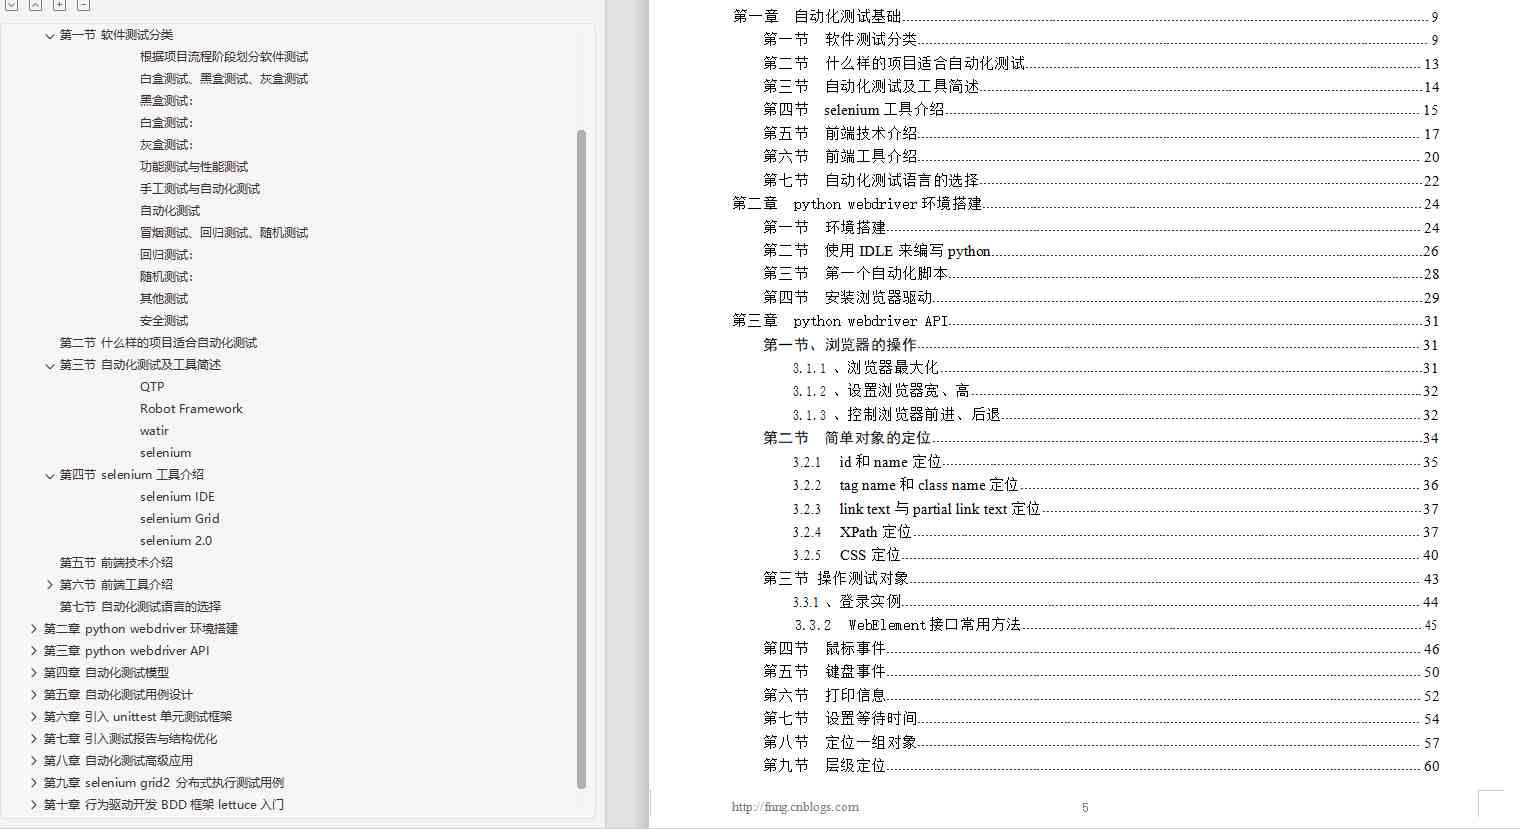 第一节 软件测试分类
根据项目流程阶段划分软件测试
白盒测试、黑盒测试、灰盒测试
黑盒测试：
白盒测试：
灰盒测试：
功能测试与性能测试
手工测试与自动化测试
自动化测试
冒烟测试、回归测试、随机测试
回归测试：
随机测试：
其他测试
安全测试
第二节 什么样的项目适合自动化测试
第三节 自动化测试及工具简述
QTP
Robot Framework
watir
selenium
第四节 selenium 工具介绍
selenium IDE
selenium Grid
selenium 2.0
第五节 前端技术介绍
第六节 前端工具介绍
第七节 自动化测试语言的选择
第二章 python webdriver 环境搭建
第三章 python webdriver API
第四章 自动化测试模型
第五章 自动化测试用例设计
第六章 引入 unittest 单元测试框架
第七章 引入测试报告与结构优化
第八章 自动化测试高级应用
第九章 selenium grid2 分布式执行测试用例
第十章 行为驱动开发 BDD 框架 lettuce 入门
第一章 自动化测试基础 9
第一节 软件测试分类 9
第二节 什么样的项目适合自动化测试 13
第三节 自动化测试及工具简述 14
第四节 selenium 工具介绍 15
第五节 前端技术介绍 17
第六节 前端工具介绍 20
第七节 自动化测试语言的选择 22
第二章 python webdriver 环境搭建 24
第一节 环境搭建 24
第二节 使用 IDLE 来编写 python 26
第三节 第一个自动化脚本 28
第四节 安装浏览器驱动 29
第三章 python webdriver API 31
第一节、浏览器的操作 31
3.1.1 、浏览器最大化 31
3.1.2 、设置浏览器宽、高 32
3.1.3 、控制浏览器前进、后退 32
第二节 简单对象的定位 34
3.2.1 id 和 name 定位 35
3.2.2 tag name 和 class name 定位 36
3.2.3 link text 与 partial link text 定位 37
3.2.4 XPath 定位 37
3.2.5 CSS 定位 40
第三节 操作测试对象 43
3.3.1 、登录实例 44
3.3.2 WebElement 接口常用方法 45
第四节 鼠标事件 46
第五节 键盘事件 50
第六节 打印信息 52
第七节 设置等待时间 54
第八节 定位一组对象 57
第九节 层级定位 60
http://fnng.cnblogs.com 5